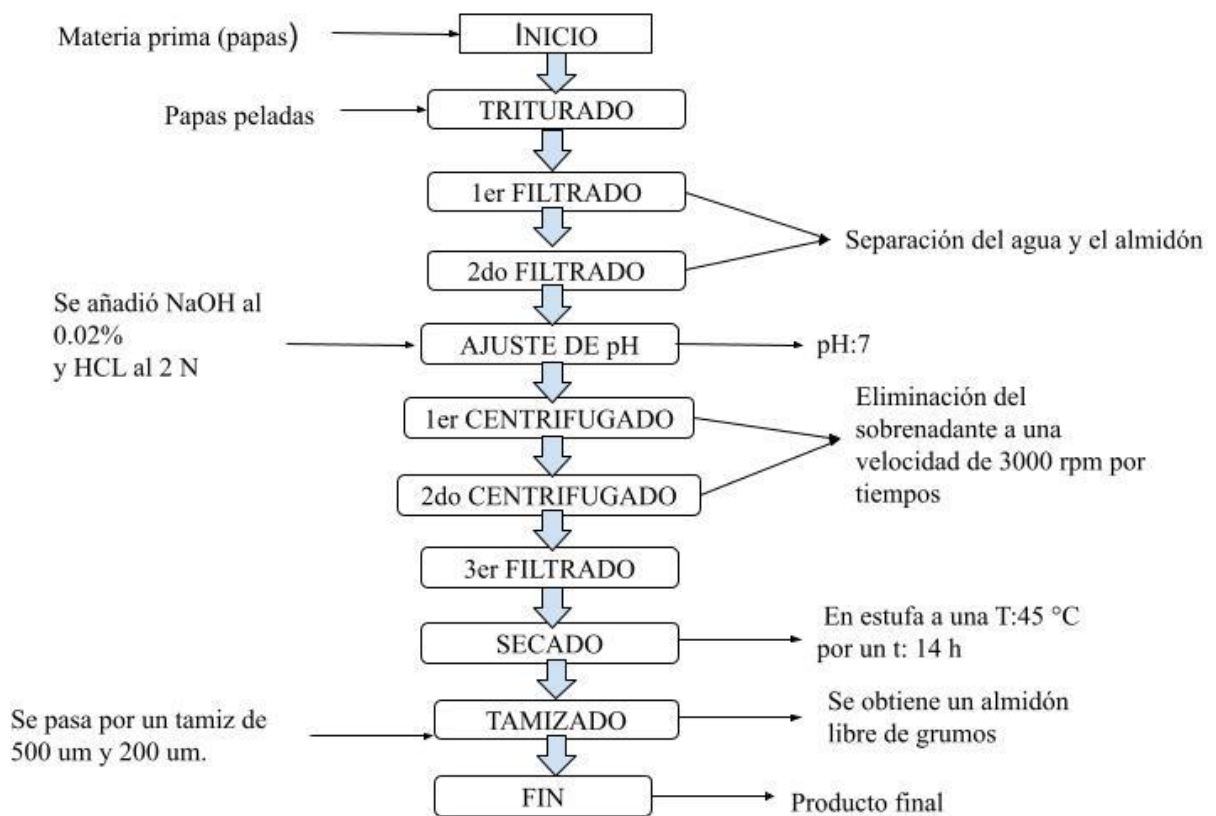 Materia prima (papas)
INICIO
Papas peladas
TRITURADO
1er FILTRADO
Separación del agua y el almidón
2do FILTRADO
Se añadió NaOH al
0.02%
y HCL al 2 N
AJUSTE DE pH
pH:7
1er CENTRIFUGADO
Eliminación del
sobrenadante a una
velocidad de 3000 rpm por
tiempos
2do CENTRIFUGADO
3er FILTRADO
SECADO
En estufa a una T:45 °C
por un t: 14 h
Se pasa por un tamiz de
500 um y 200 um.
TAMIZADO
Se obtiene un almidón
libre de grumos
FIN
Producto final